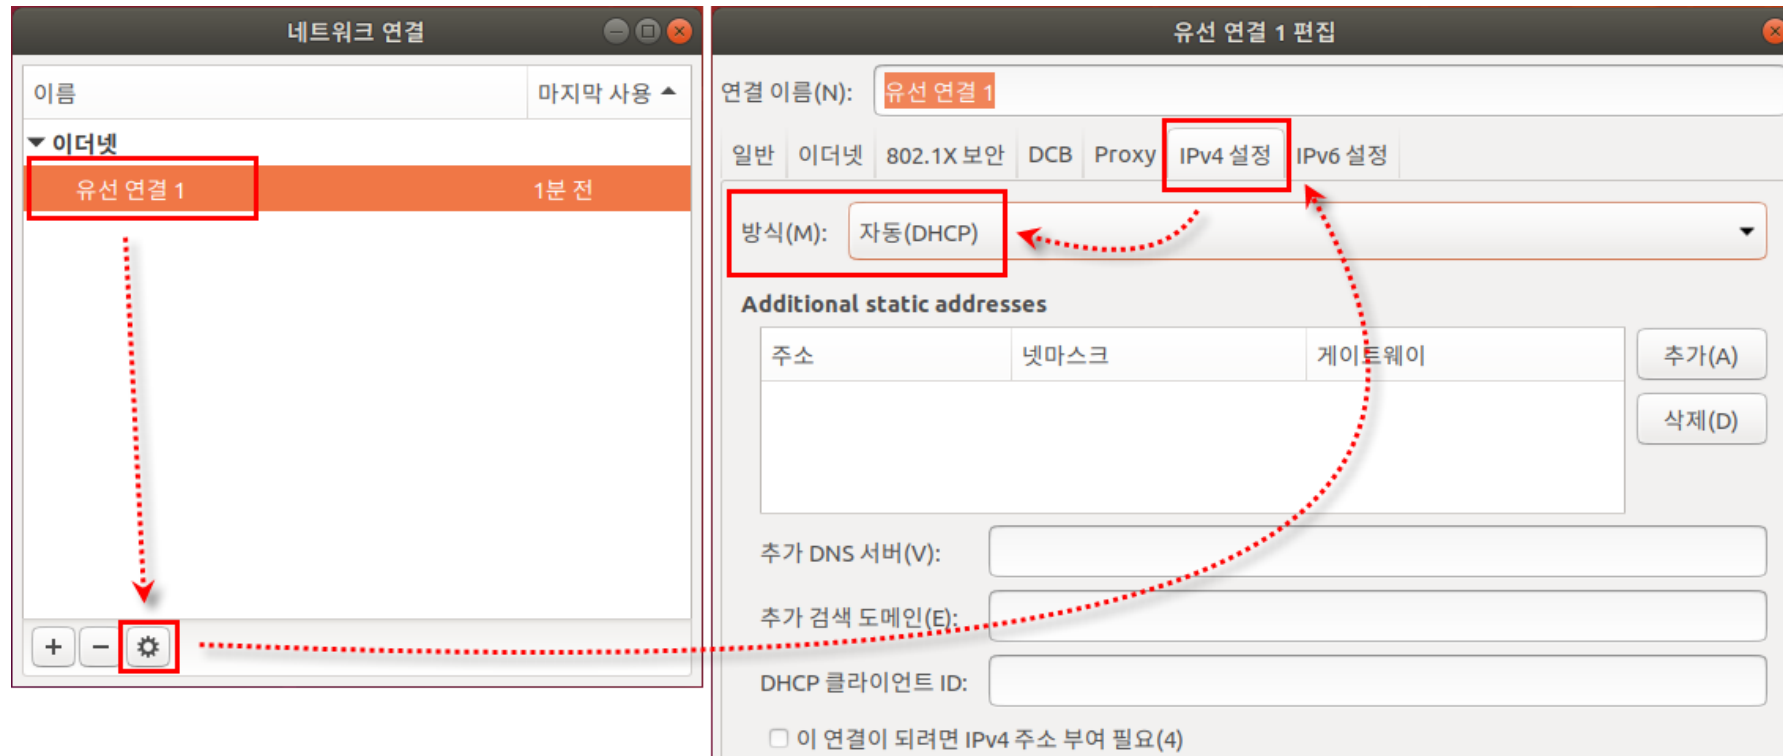 네트워크 연결
이름 마지막 사용
이더넷
유선 연결 1 1분 전
유선 연결 1 편집
연결 이름(N): 유선 연결 1
일반 이더넷 802.1X 보안 DCB Proxy IPv4 설정 IPv6 설정
방식(M): 자동(DHCP)
Additional static addresses
주소 넷마스크 게이트웨이 추가(A)
삭제(D)
추가 DNS 서버(V):
추가 검색 도메인(E):
DHCP 클라이언트 ID:
이 연결이 되려면 IPv4 주소 부여 필요(4)